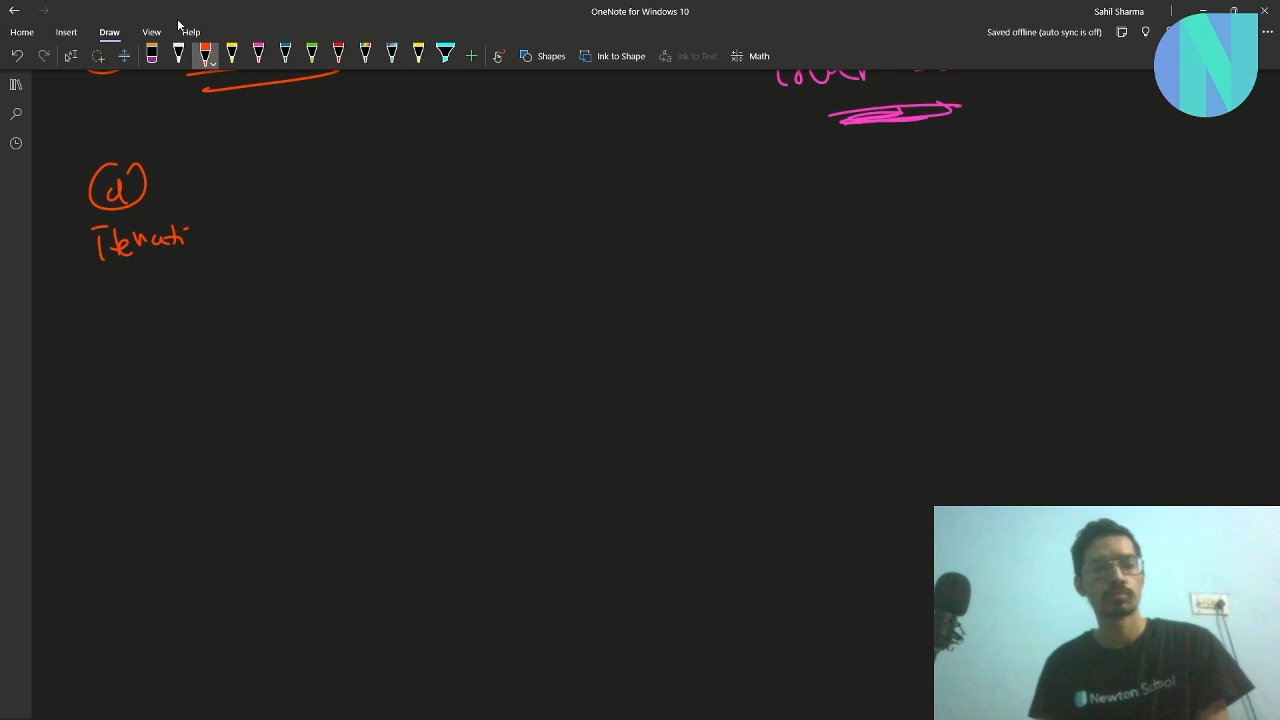 OneNote for Windows 10
Sahil Sharma
Home Insert Draw View Help
Saved offline (auto sync is off)
Shapes Ink to Shape Ink to Text Math
d
Iterati
Newton School